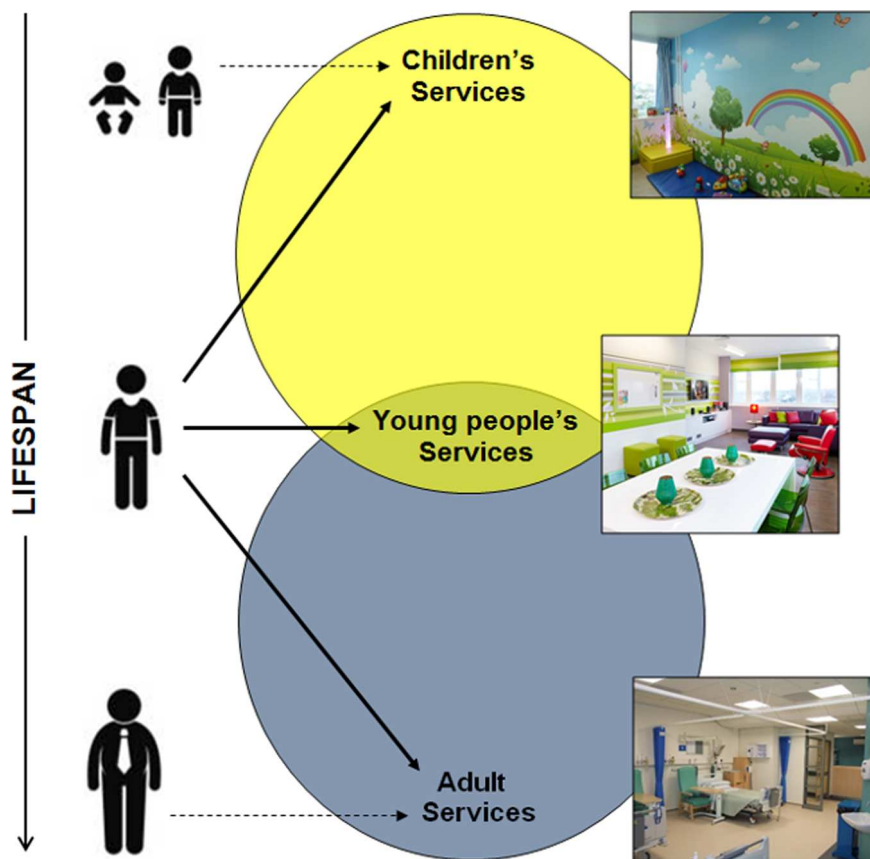 Children's
Services
LIFESPAN
Young people's
Services
Adult
Services